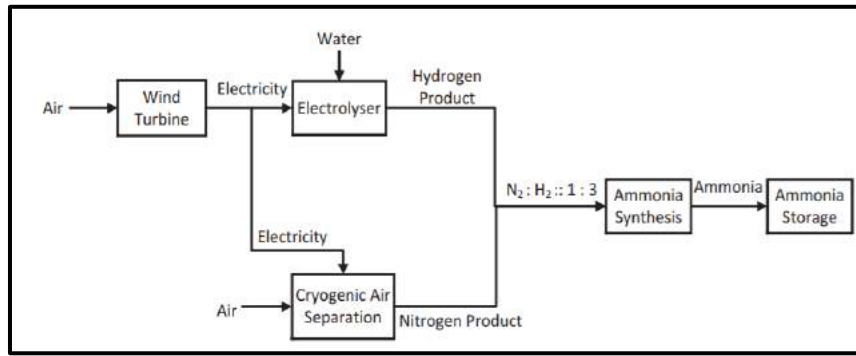 Water
Electricity
Hydrogen
Product
Air
Wind
Turbine
Electrolyser
N₂ : H₂ :: 1 : 3
Ammonia
Synthesis
Ammonia
Ammonia
Storage
Electricity
Air
Cryogenic Air
Separation
Nitrogen Product